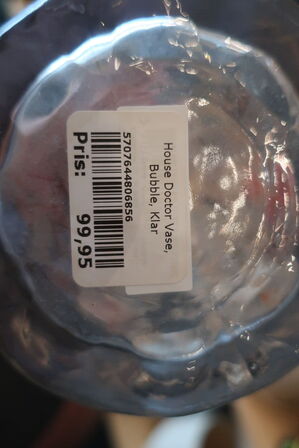 House Doctor Vase,
Bubble, Klar
5707644806856
Pris: 99,95